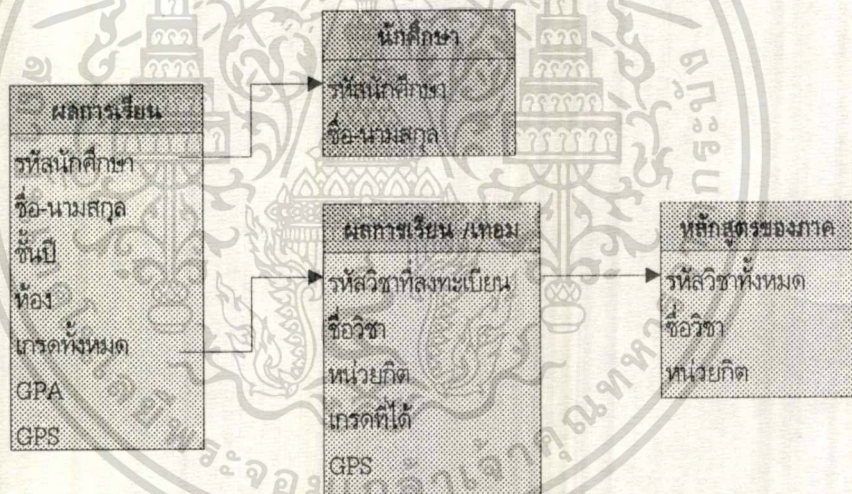 ผลการเรียน
รหัสนักศึกษา
ชื่อ-นามสกุล
ชั้นปี
ห้อง
เกรดทั้งหมด
GPA
GPS
นักศึกษา
รหัสนักศึกษา
ชื่อ-นามสกุล
ผลการเรียน /เทอม
รหัสวิชาที่ลงทะเบียน
ชื่อวิชา
หน่วยกิต
เกรดที่ได้
GPS
หลักสูตรของภาค
รหัสวิชาทั้งหมด
ชื่อวิชา
หน่วยกิต